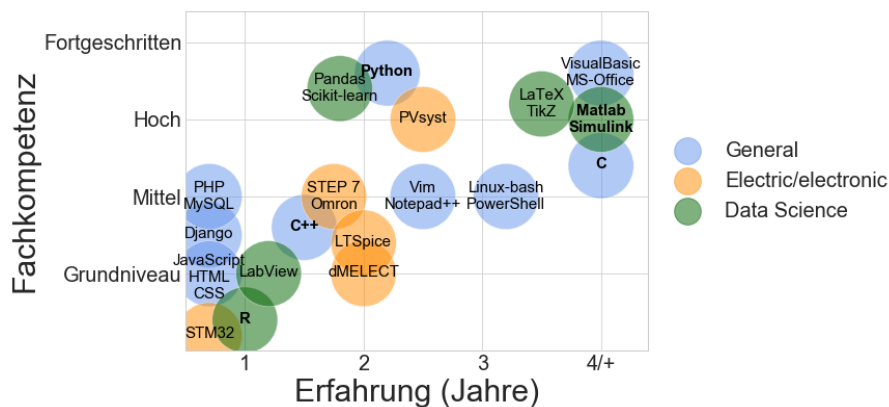 Fachkompetenz
Fortgeschritten
Hoch
Mittel
Grundniveau
Python
Pandas
Scikit-learn
VisualBasic
MS-Office
LaTeX
TikZ
PVsyst
Matlab
Simulink
C
PHP
MySQL
STEP 7
Omron
Vim
Notepad++
Linux-bash
PowerShell
Django
C++
LTSpice
JavaScript
HTML
CSS
LabView
dMELECT
R
STM32
1
2
3
4/+
Erfahrung (Jahre)
General
Electric/electronic
Data Science